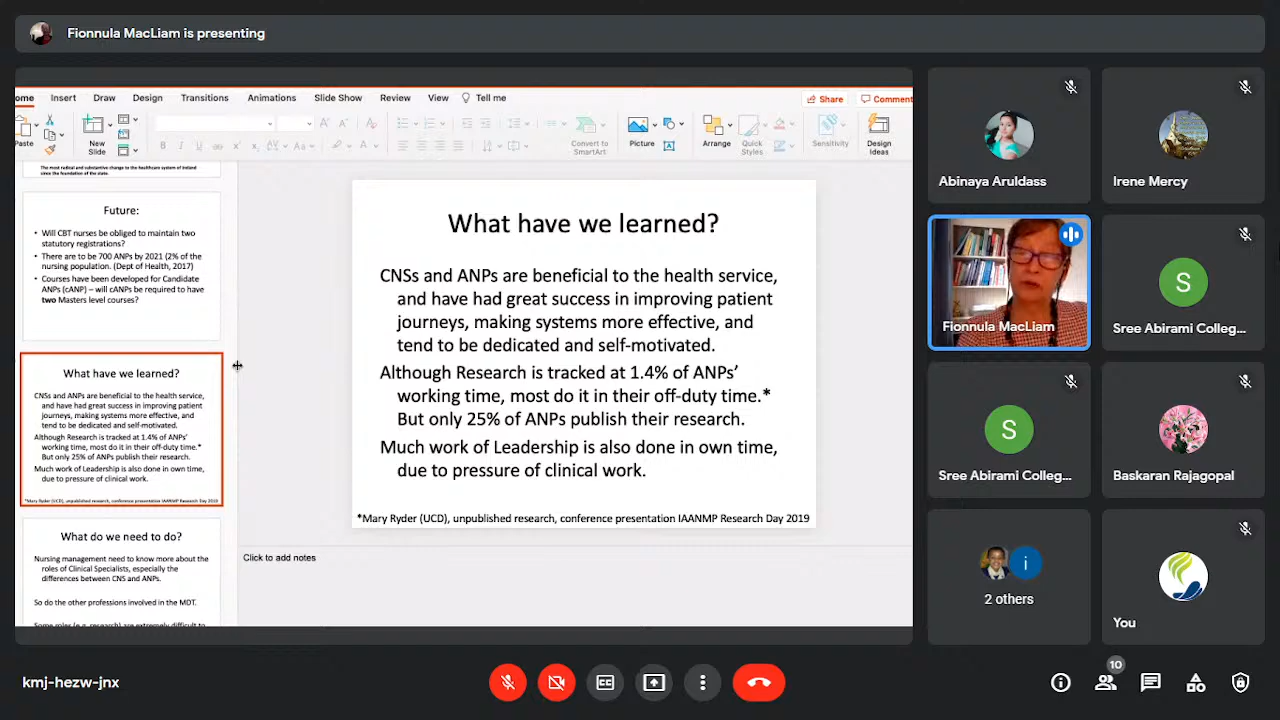 Fionnula MacLiam is presenting
ome Insert Draw Design Transitions Animations Slide Show Review View Tell me
Share Comment
Paste
New
Slide
Convert to
SmartArt
Picture
Arrange
Quick
Styles
Sensitivity
Design
Ideas
The most radical and substantive change to the healthcare system of Ireland
since the foundation of the state.
Future:
• Will CBT nurses be obliged to maintain two
statutory registrations?
• There are to be 700 ANPs by 2021 (2% of the
nursing population. (Dept of Health, 2017)
• Courses have been developed for Candidate
ANPs (cANP) – will cANPs be required to have
two Masters level courses?
What have we learned?
CNSs and ANPs are beneficial to the health service,
and have had great success in improving patient
journeys, making systems more effective, and
tend to be dedicated and self-motivated.
Although Research is tracked at 1.4% of ANPs'
working time, most do it in their off-duty time.*
But only 25% of ANPs publish their research.
Much work of Leadership is also done in own time,
due to pressure of clinical work.
*Mary Ryder (UCD), unpublished research, conference presentation IAANMP Research Day 2019
What do we need to do?
Nursing management need to know more about the
roles of Clinical Specialists, especially the
differences between CNS and ANPs.
So do the other professions involved in the MDT.
Some roles (e.g. research) are extremely difficult to
What have we learned?
CNSs and ANPs are beneficial to the health service,
and have had great success in improving patient
journeys, making systems more effective, and
tend to be dedicated and self-motivated.
Although Research is tracked at 1.4% of ANPs'
working time, most do it in their off-duty time.*
But only 25% of ANPs publish their research.
Much work of Leadership is also done in own time,
due to pressure of clinical work.
*Mary Ryder (UCD), unpublished research, conference presentation IAANMP Research Day 2019
Click to add notes
Abinaya Aruldass
Irene Mercy
Fionnula MacLiam
S
Sree Abirami Colleg...
S
Sree Abirami Colleg...
Baskaran Rajagopal
i
2 others
You
kmj-hezw-jnx
10